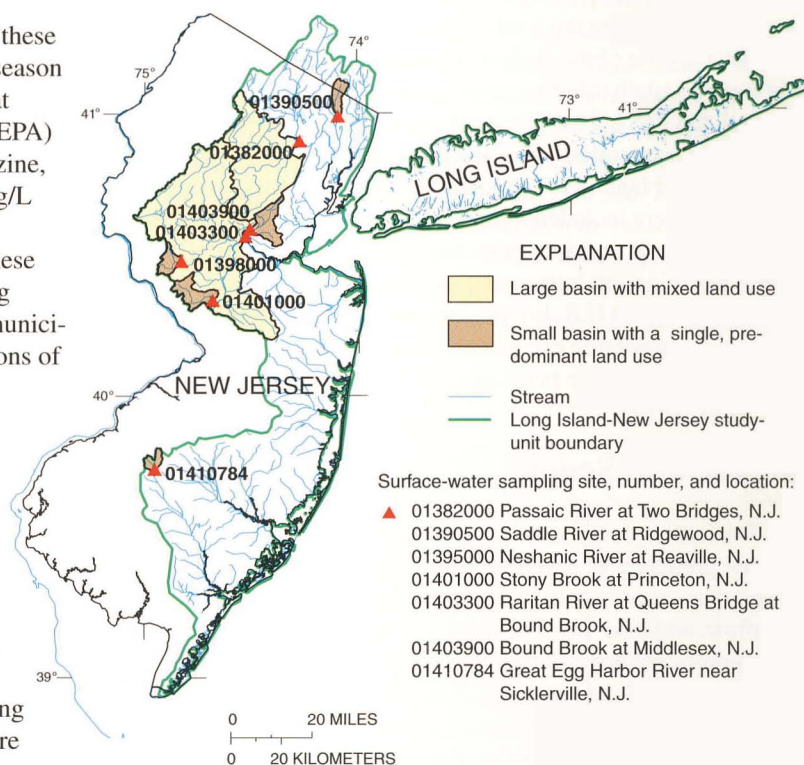 these
season
at
EPA)
zine,
g/L
ese
g
unici-
ons of
ng
re
75°
74°
41°
73°
41°
01390500
01382000
LONG ISLAND
01403900
01403300
01398000
01401000
40°
NEW JERSEY
01410784
39°
0 20 MILES
0 20 KILOMETERS
EXPLANATION
Large basin with mixed land use
Small basin with a single, pre-
dominant land use
Stream
Long Island-New Jersey study-
unit boundary
Surface-water sampling site, number, and location:
01382000 Passaic River at Two Bridges, N.J.
01390500 Saddle River at Ridgewood, N.J.
01395000 Neshanic River at Reaville, N.J.
01401000 Stony Brook at Princeton, N.J.
01403300 Raritan River at Queens Bridge at
Bound Brook, N.J.
01403900 Bound Brook at Middlesex, N.J.
01410784 Great Egg Harbor River near
Sicklerville, N.J.